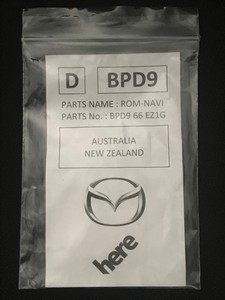 D BPD9
PARTS NAME : ROM-NAVI
PARTS No. : BPD9 66 EZ1G
AUSTRALIA
NEW ZEALAND
here